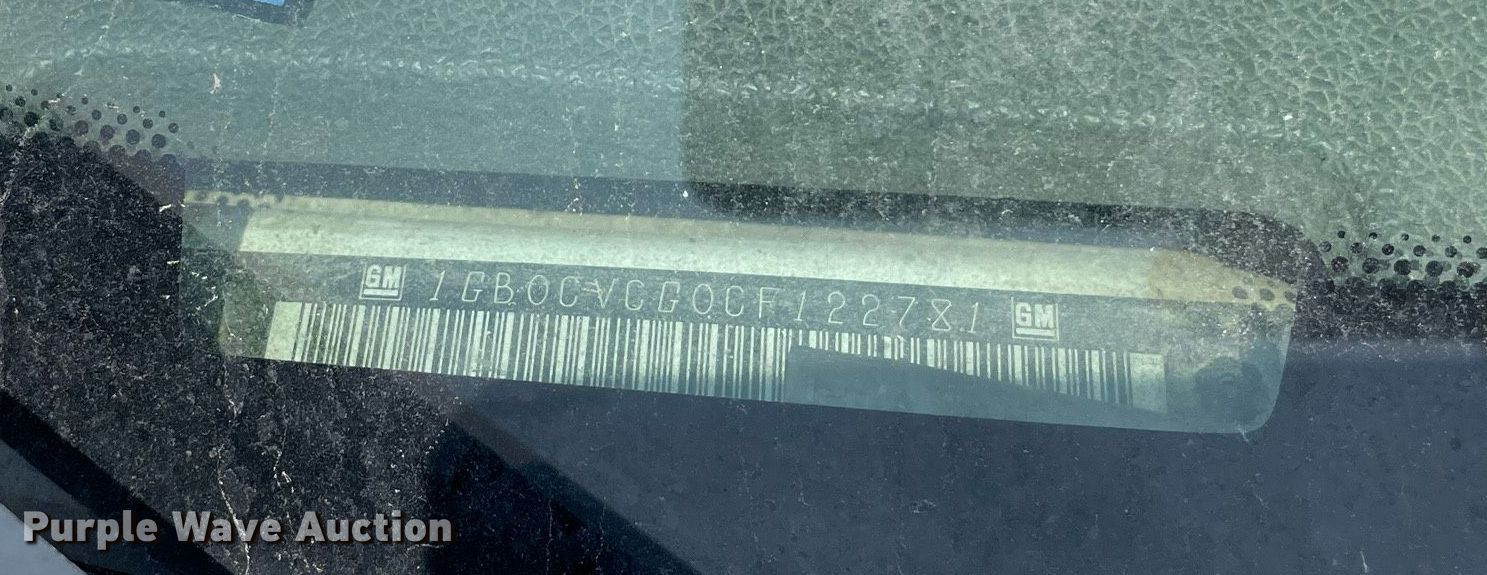 GM 1GB0CVCG0CF122781 GM
Purple Wave Auction